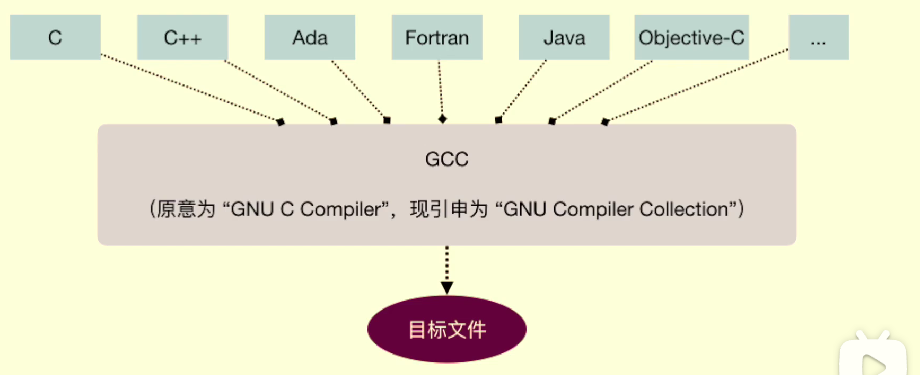 C
C++
Ada
Fortran
Java
Objective-C
...
GCC
（原意为 “GNU C Compiler”，现引申为 “GNU Compiler Collection”）
目标文件